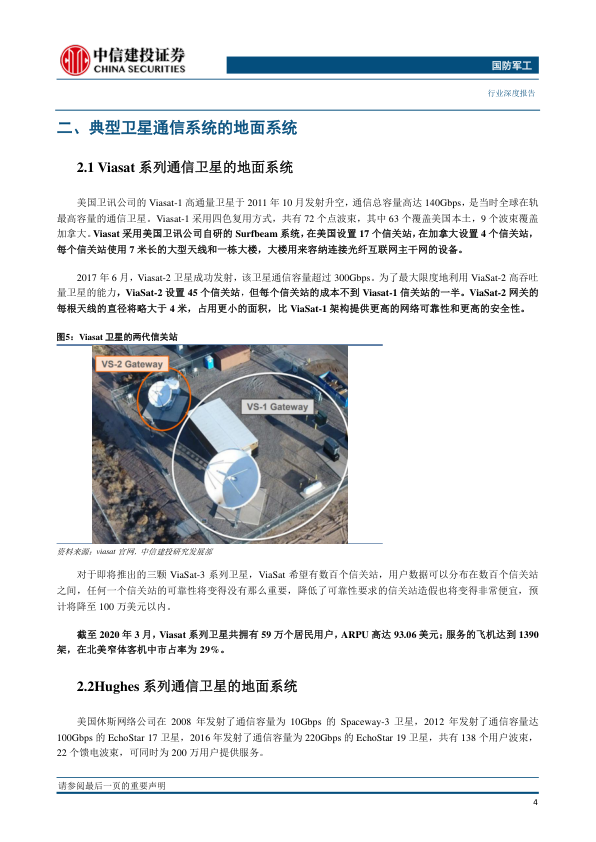 中信建投证券
CHINA SECURITIES
国防军工
行业深度报告
二、典型卫星通信系统的地面系统
2.1 Viasat 系列通信卫星的地面系统
美国卫讯公司的 Viasat-1 高通量卫星于 2011 年 10 月发射升空，通信总容量高达 140Gbps，是当时全球在轨
最高容量的通信卫星。Viasat-1 采用四色复用方式，共有 72 个点波束，其中 63 个覆盖美国本土，9 个波束覆盖
加拿大。Viasat 采用美国卫讯公司自研的 Surfbeam 系统，在美国设置 17 个信关站，在加拿大设置 4 个信关站，
每个信关站使用 7 米长的大型天线和一栋大楼，大楼用来容纳连接光纤互联网主干网的设备。
2017 年 6 月，Viasat-2 卫星成功发射，该卫星通信容量超过 300Gbps。为了最大限度地利用 ViaSat-2 高吞吐
量卫星的能力，ViaSat-2 设置 45 个信关站，但每个信关站的成本不到 Viasat-1 信关站的一半。ViaSat-2 网关的
每根天线的直径将略大于 4 米，占用更小的面积，比 ViaSat-1 架构提供更高的网络可靠性和更高的安全性。
图5：Viasat 卫星的两代信关站
VS-2 Gateway
VS-1 Gateway
资料来源：viasat 官网，中信建投研究发展部
对于即将推出的三颗 ViaSat-3 系列卫星，ViaSat 希望有数百个信关站，用户数据可以分布在数百个信关站
之间，任何一个信关站的可靠性将变得没有那么重要，降低了可靠性要求的信关站造假也将变得非常便宜，预
计将降至 100 万美元以内。
截至 2020 年 3 月，Viasat 系列卫星共拥有 59 万个居民用户，ARPU 高达 93.06 美元；服务的飞机达到 1390
架，在北美窄体客机中市占率为 29%。
2.2Hughes 系列通信卫星的地面系统
美国休斯网络公司在 2008 年发射了通信容量为 10Gbps 的 Spaceway-3 卫星，2012 年发射了通信容量达
100Gbps 的 EchoStar 17 卫星，2016 年发射了通信容量为 220Gbps 的 EchoStar 19 卫星，共有 138 个用户波束，
22 个馈电波束，可同时为 200 万用户提供服务。
请参阅最后一页的重要声明
4